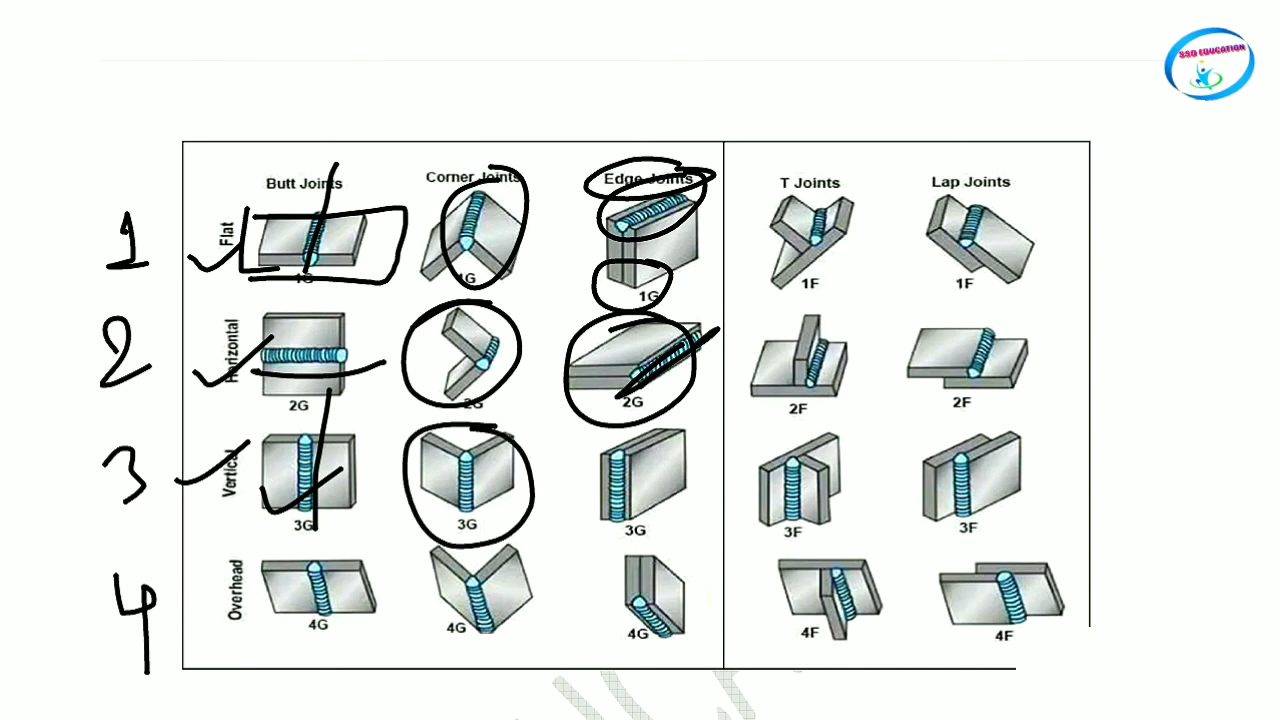 SSD EDUCATION
Butt Joints Corner Joints Edge Joints T Joints Lap Joints
1 Flat 1G 1G 1G 1F 1F
2 Horizontal 2G 2G 2G 2F 2F
3 Vertical 3G 3G 3G 3F 3F
4 Overhead 4G 4G 4G 4F 4F